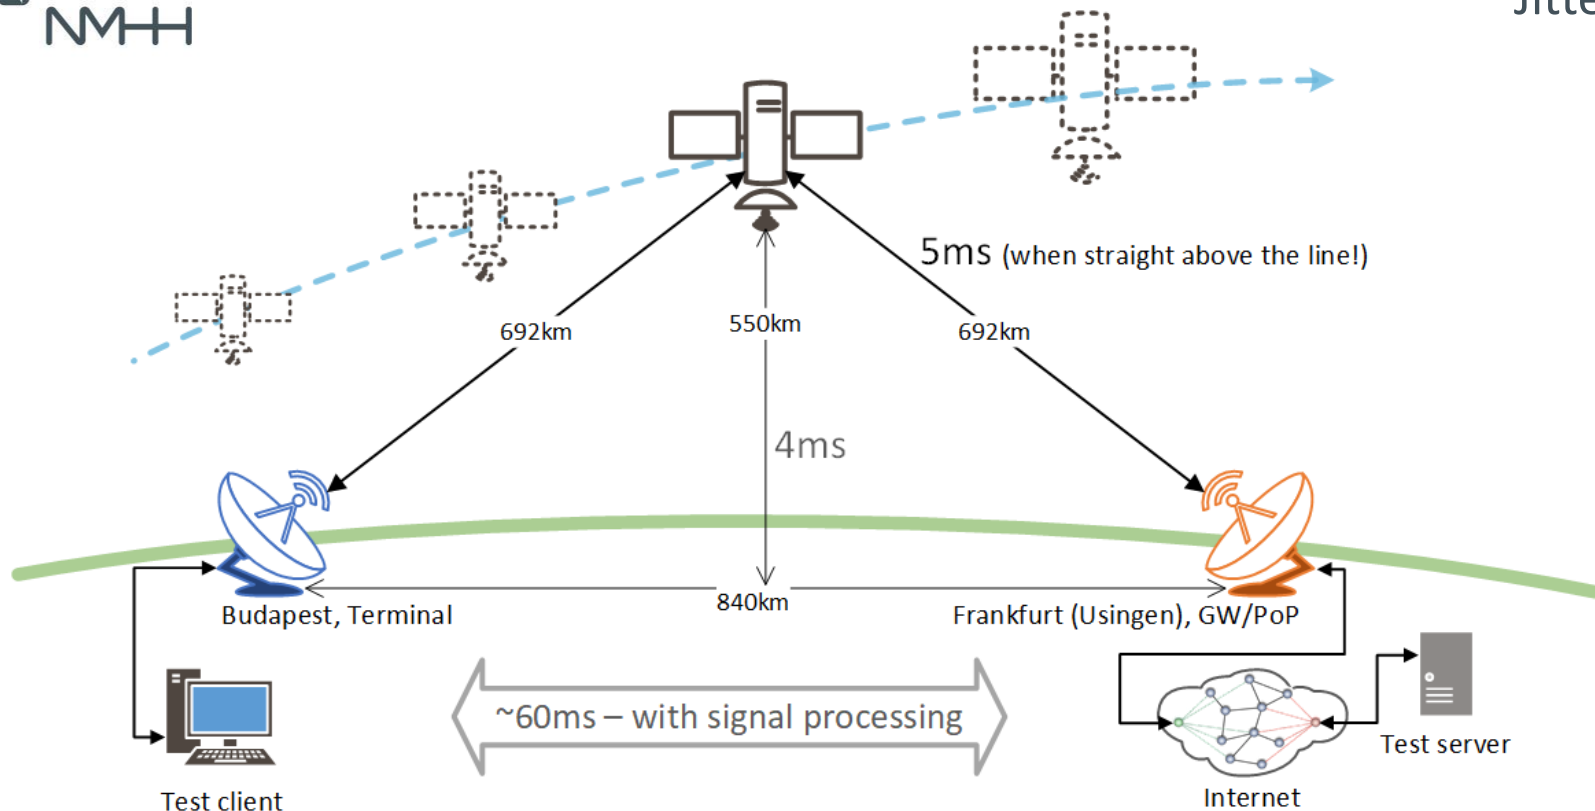 NMHH
5ms (when straight above the line!)
692km
550km
692km
4ms
840km
Budapest, Terminal
Frankfurt (Usingen), GW/PoP
~60ms – with signal processing
Test server
Test client
Internet